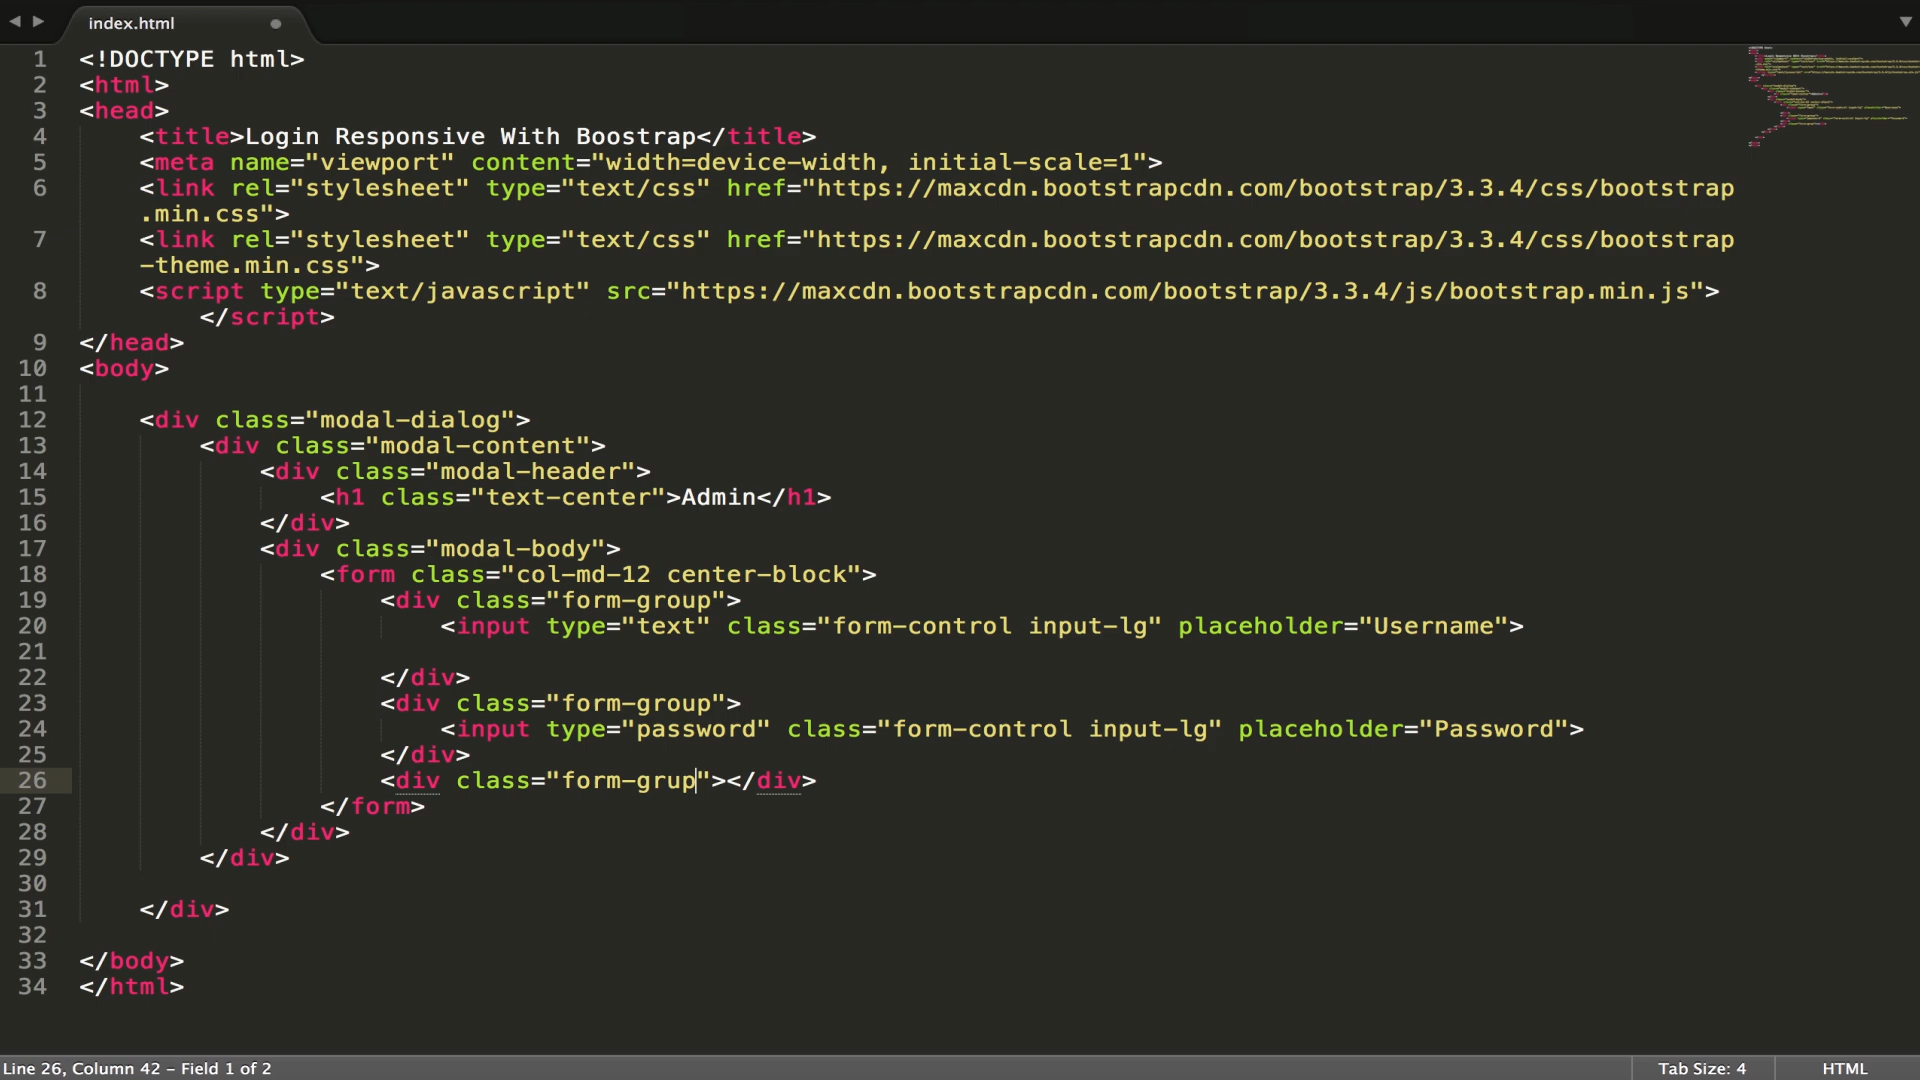 index.html
1 <!DOCTYPE html>
2 <html>
3 <head>
4 <title>Login Responsive With Boostrap</title>
5 <meta name="viewport" content="width=device-width, initial-scale=1">
6 <link rel="stylesheet" type="text/css" href="https://maxcdn.bootstrapcdn.com/bootstrap/3.3.4/css/bootstrap
.min.css">
7 <link rel="stylesheet" type="text/css" href="https://maxcdn.bootstrapcdn.com/bootstrap/3.3.4/css/bootstrap
-theme.min.css">
8 <script type="text/javascript" src="https://maxcdn.bootstrapcdn.com/bootstrap/3.3.4/js/bootstrap.min.js">
</script>
9 </head>
10 <body>
11
12 <div class="modal-dialog">
13 <div class="modal-content">
14 <div class="modal-header">
15 <h1 class="text-center">Admin</h1>
16 </div>
17 <div class="modal-body">
18 <form class="col-md-12 center-block">
19 <div class="form-group">
20 <input type="text" class="form-control input-lg" placeholder="Username">
21
22 </div>
23 <div class="form-group">
24 <input type="password" class="form-control input-lg" placeholder="Password">
25 </div>
26 <div class="form-grup"></div>
27 </form>
28 </div>
29 </div>
30
31 </div>
32
33 </body>
34 </html>
Line 26, Column 42 – Field 1 of 2 Tab Size: 4 HTML